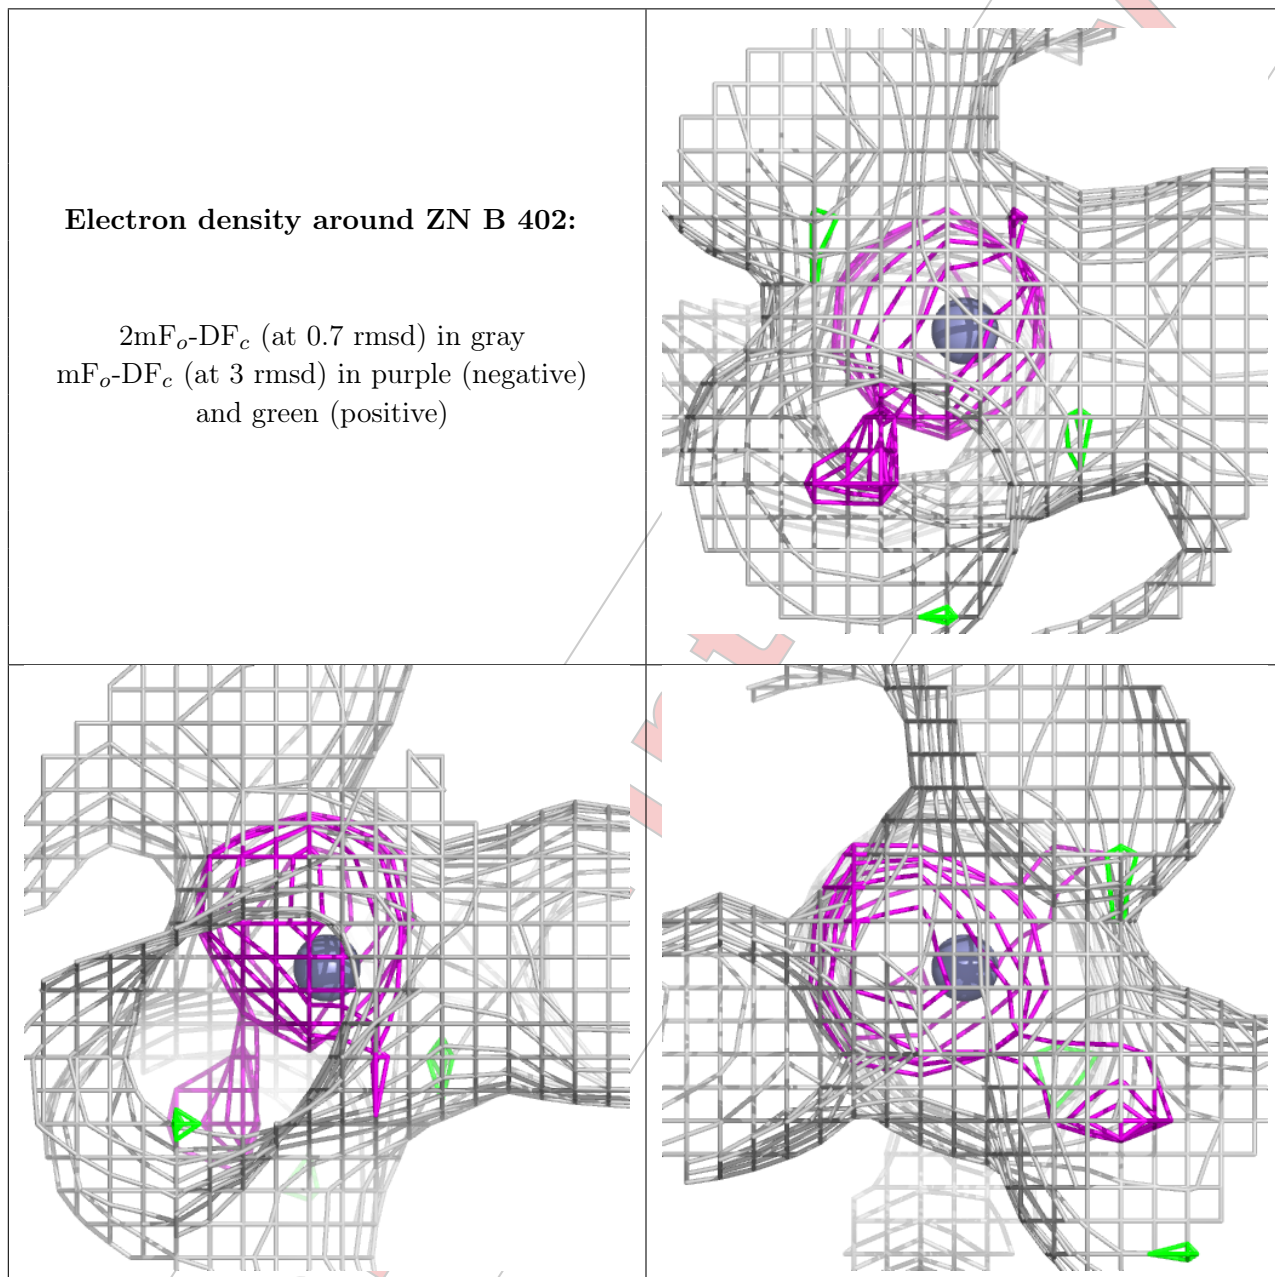 Electron density around ZN B 402:
2mFo-DFc (at 0.7 rmsd) in gray
mFo-DFc (at 3 rmsd) in purple (negative)
and green (positive)